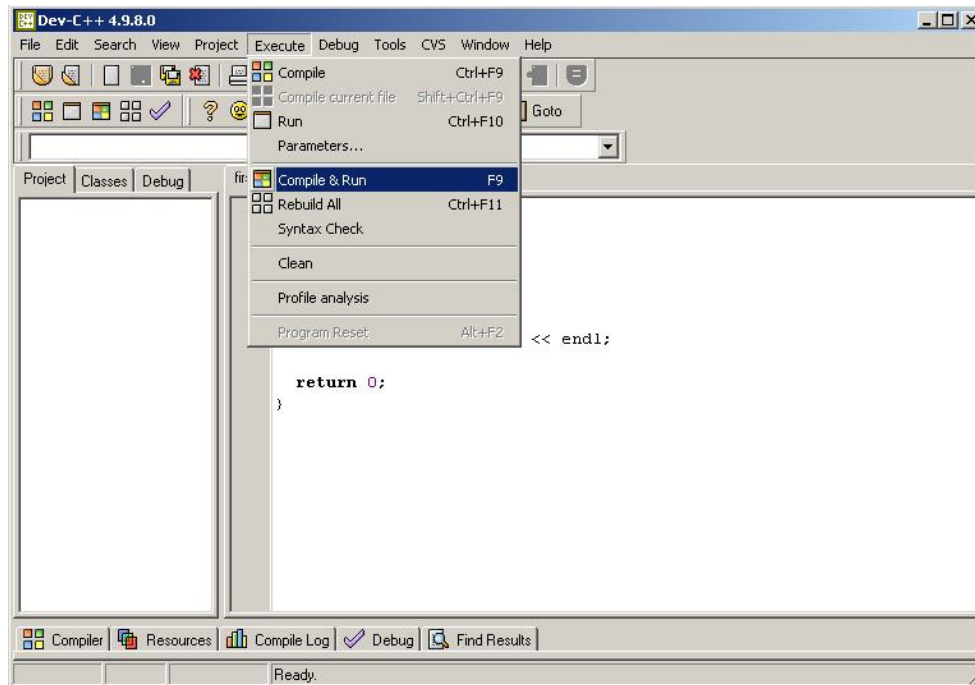 Dev-C++ 4.9.8.0
File Edit Search View Project Execute Debug Tools CVS Window Help
Compile Ctrl+F9
Compile current file Shift+Ctrl+F9
Goto
Run Ctrl+F10
Parameters...
Project Classes Debug
Compile & Run F9
Rebuild All Ctrl+F11
Syntax Check
Clean
Profile analysis
Program Reset Alt+F2
<< endl;
return 0;
}
Compiler Resources Compile Log Debug Find Results
Ready.